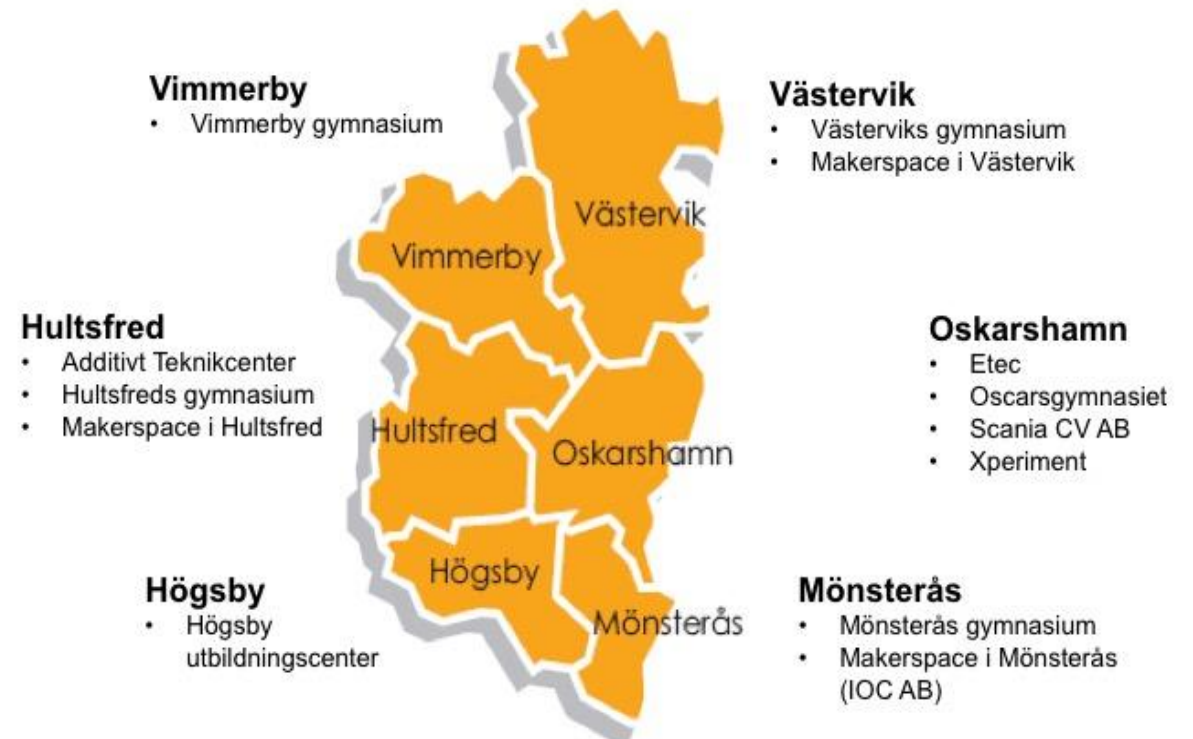 Vimmerby
• Vimmerby gymnasium
Västervik
• Västerviks gymnasium
• Makerspace i Västervik
Västervik
Vimmerby
Hultsfred
• Additivt Teknikcenter
• Hultsfreds gymnasium
• Makerspace i Hultsfred
Oskarshamn
• Etec
• Oscarsgymnasiet
• Scania CV AB
• Xperiment
Hultsfred
Oskarshamn
Högsby
Mönsterås
Högsby
• Högsby
utbildningscenter
Mönsterås
• Mönsterås gymnasium
• Makerspace i Mönsterås
(IOC AB)